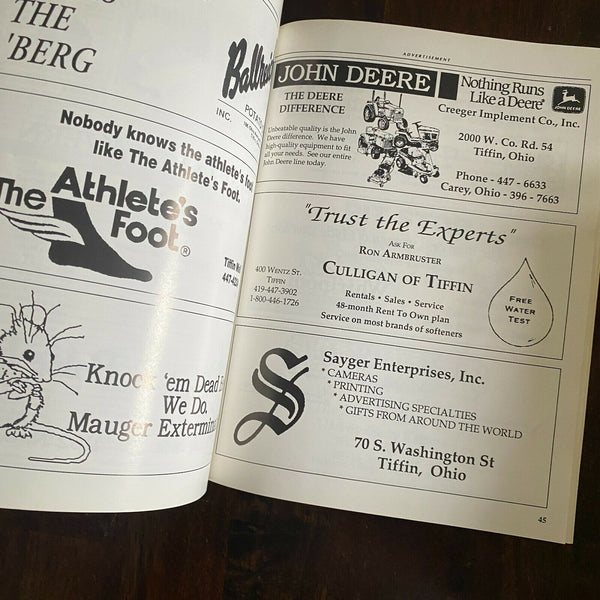 THE
'BERG
POTATO
INC.
Nobody knows the athlete's foot
like The Athlete's Foot.
The Athlete's
Foot®
Tiffin
Knock 'em Dead
We Do.
Mauger
ADVERTISEMENT
JOHN DEERE
Nothing Runs
Like a Deere®
JOHN DEERE
THE DEERE
DIFFERENCE
Unbeatable quality is the John
Deere difference. We have
high-quality equipment to fit
all your needs. See our entire
John Deere line today.
Creeger Implement Co., Inc.
2000 W. Co. Rd. 54
Tiffin, Ohio
Phone - 447 - 6633
Carey, Ohio - 396 - 7663
"Trust the Experts"
ASK FOR
RON ARMBRUSTER
CULLIGAN OF TIFFIN
400 WENTZ ST.
TIFFIN
419-447-3902
1-800-446-1726
Rentals • Sales • Service
48-month Rent To Own plan
Service on most brands of softeners
FREE
WATER
TEST
S
Sayger Enterprises, Inc.
* CAMERAS
* PRINTING
* ADVERTISING SPECIALTIES
* GIFTS FROM AROUND THE WORLD
70 S. Washington St
Tiffin, Ohio
45